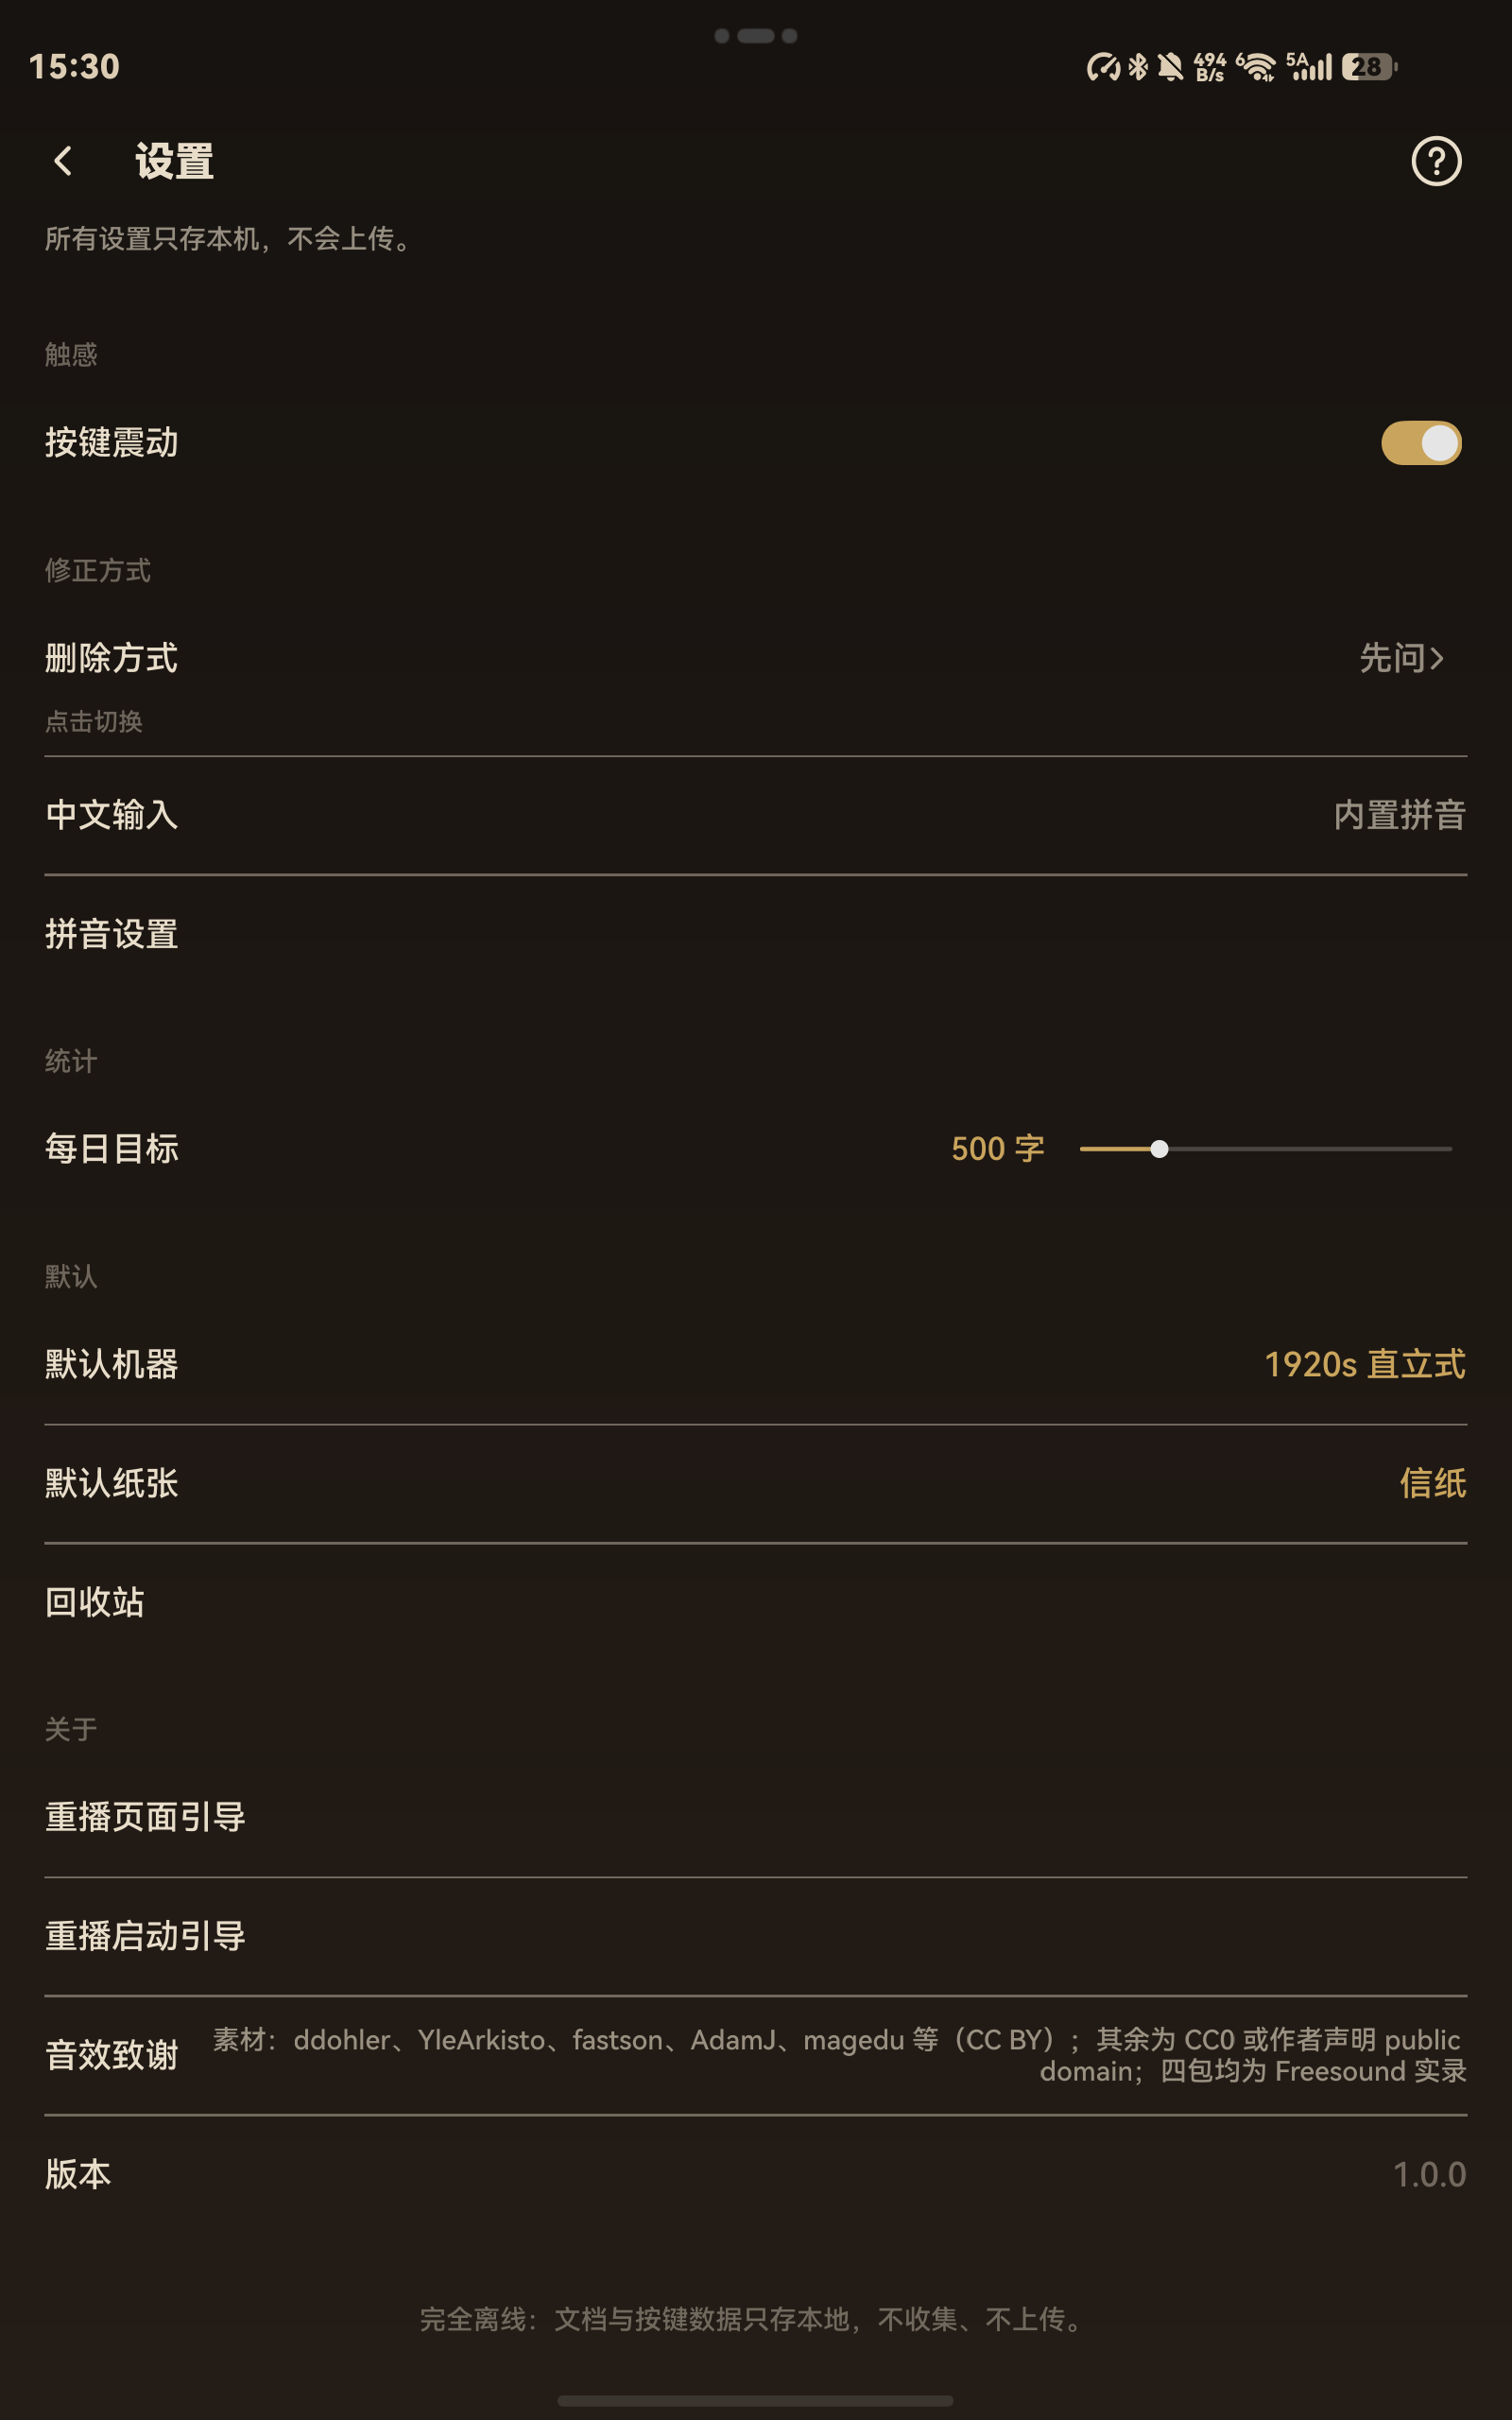 15:30
494 B/s 6 5A 28
设置
所有设置只存本机，不会上传。
触感
按键震动
修正方式
删除方式 先问
点击切换
中文输入 内置拼音
拼音设置
统计
每日目标 500 字
默认
默认机器 1920s 直立式
默认纸张 信纸
回收站
关于
重播页面引导
重播启动引导
音效致谢 素材：ddohler、YleArkisto、fastson、AdamJ、magedu 等（CC BY）；其余为 CC0 或作者声明 public
domain；四包均为 Freesound 实录
版本 1.0.0
完全离线：文档与按键数据只存本地，不收集、不上传。